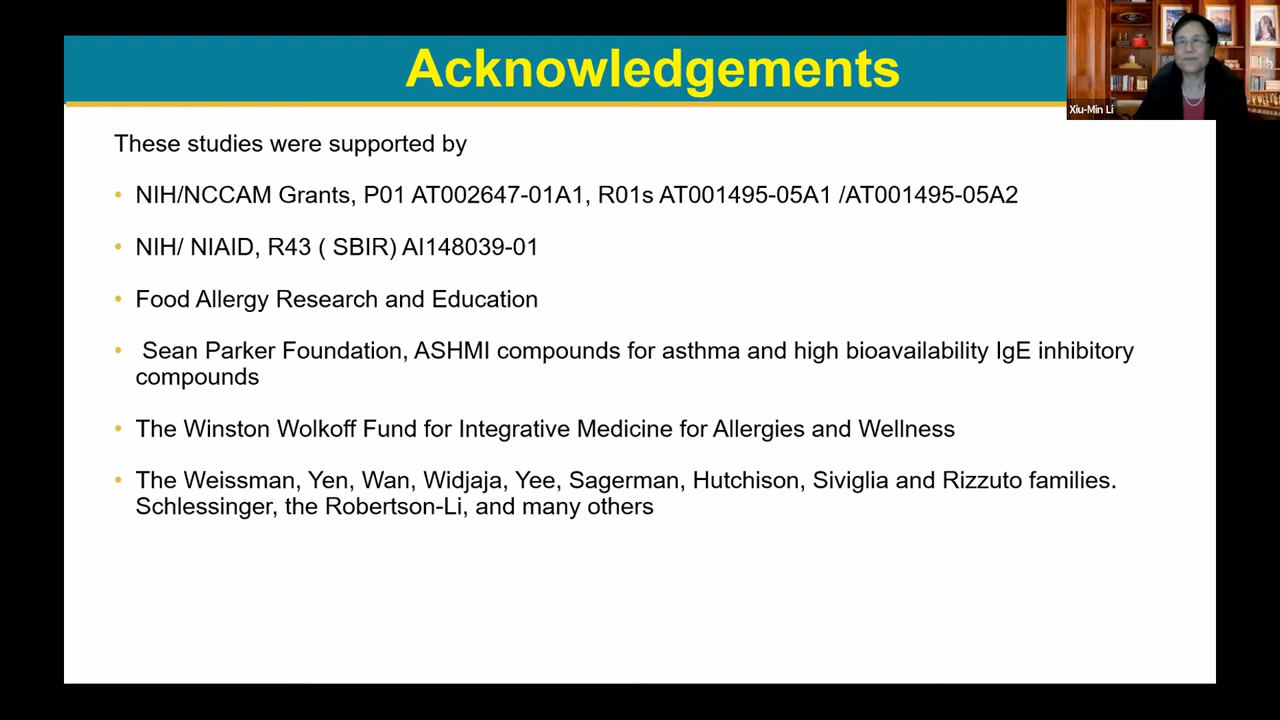 Acknowledgements
Xiu-Min Li
These studies were supported by
• NIH/NCCAM Grants, P01 AT002647-01A1, R01s AT001495-05A1 /AT001495-05A2
• NIH/ NIAID, R43 ( SBIR) AI148039-01
• Food Allergy Research and Education
• Sean Parker Foundation, ASHMI compounds for asthma and high bioavailability IgE inhibitory
compounds
• The Winston Wolkoff Fund for Integrative Medicine for Allergies and Wellness
• The Weissman, Yen, Wan, Widjaja, Yee, Sagerman, Hutchison, Siviglia and Rizzuto families.
Schlessinger, the Robertson-Li, and many others